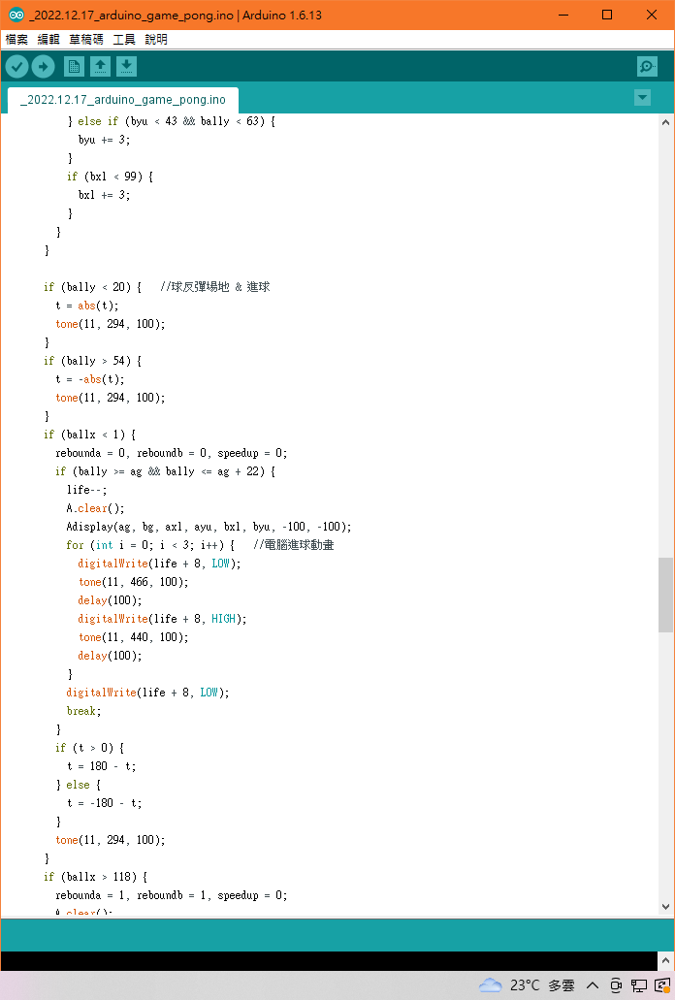 _2022.12.17_arduino_game_pong.ino | Arduino 1.6.13
檔案 編輯 草稿碼 工具 說明
_2022.12.17_arduino_game_pong.ino
} else if (byu < 43 && bally < 63) {
byu += 3;
}
if (bxl < 99) {
bxl += 3;
}
}
}
if (bally < 20) { //球反彈場地 & 進球
t = abs(t);
tone(11, 294, 100);
}
if (bally > 54) {
t = -abs(t);
tone(11, 294, 100);
}
if (ballx < 1) {
rebounda = 0, reboundb = 0, speedup = 0;
if (bally >= ag && bally <= ag + 22) {
life--;
A.clear();
Adisplay(ag, bg, axl, ayu, bxl, byu, -100, -100);
for (int i = 0; i < 3; i++) { //電腦進球動畫
digitalWrite(life + 8, LOW);
tone(11, 466, 100);
delay(100);
digitalWrite(life + 8, HIGH);
tone(11, 440, 100);
delay(100);
}
digitalWrite(life + 8, LOW);
break;
}
if (t > 0) {
t = 180 - t;
} else {
t = -180 - t;
}
tone(11, 294, 100);
}
if (ballx > 118) {
rebounda = 1, reboundb = 1, speedup = 0;
A.clear();
23°C 多雲